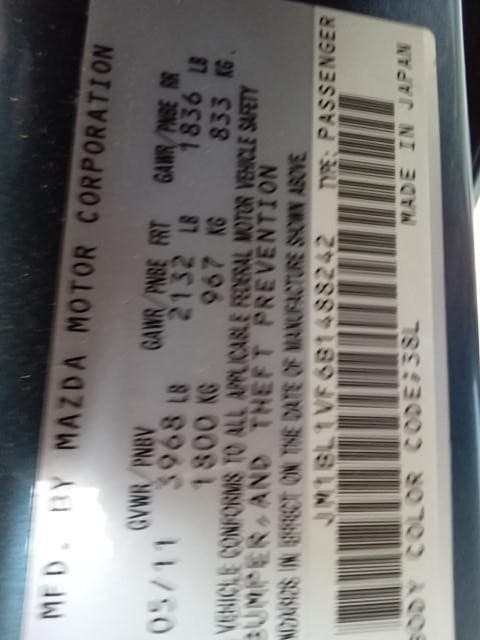 MFD. BY MAZDA MOTOR CORPORATION
05/11 GVWR/PNBV GAWR/PNBE FRT GAWR/PNBE RR
3968 LB 2132 LB 1836 LB
1800 KG 967 KG 833 KG.
VEHICLE CONFORMS TO ALL APPLICABLE FEDERAL MOTOR VEHICLE SAFETY
BUMPER, AND THEFT PREVENTION
IN EFFECT ON THE DATE OF MANUFACTURE SHOWN ABOVE
JM1BL1VF6B1488242 TYPE: PASSENGER
BODY COLOR CODE:38L MADE IN JAPAN